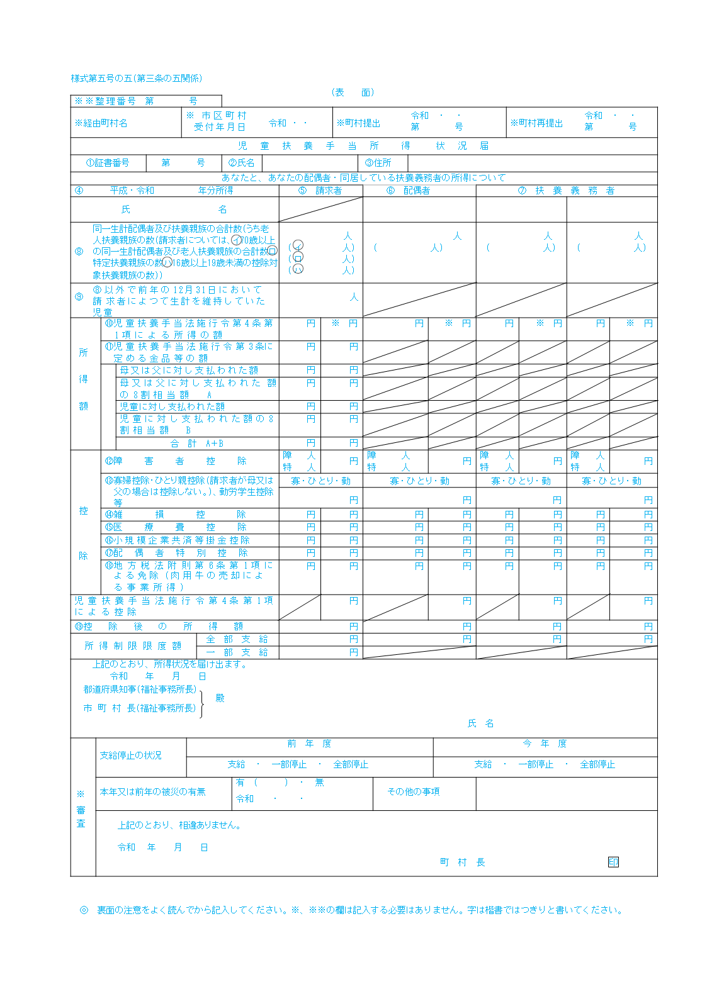 様式第五号の五(第三条の五関係)
(表　　面)
※※整理番号　第　　　　号
※経由町村名
※　市区町村
受付年月日
令和 ・ ・
※町村提出
令和　・　・
第　　　　号
※町村再提出
令和　・　・
第　　　　号
児　童　扶　養　手　当　所　得　状　況　届
①証書番号
第　　　号
②氏名
③住所
あなたと、あなたの配偶者・同居している扶養義務者の所得について
④　　　平成・令和　　　　　年分所得
⑤　請求者
⑥　配偶者
⑦　扶　養　義　務　者
氏　　　　　　　　　　名
⑧
同一生計配偶者及び扶養親族の合計数(うち老
人扶養親族の数(請求者については、イ70歳以上
の同一生計配偶者及び老人扶養親族の合計数ロ
特定扶養親族の数ハ16歳以上19歳未満の控除対
象扶養親族の数))
人　人　人　人
(イ　　　人)　(　　　人)　(　　　人)　(　　　人)
(ロ　　　人)
(ハ　　　人)
⑨
⑧以外で前年の12月31日において
請求者によつて生計を維持していた
児童
人
所
得
額
⑩児童扶養手当法施行令第4条第
1項による所得の額
円　※　円　円　※　円　円　※　円　円　※　円
⑪児童扶養手当法施行令第3条に
定める金品等の額
円　円
母又は父に対し支払われた額
円　円
母又は父に対し支払われた額
の8割相当額　　A
円　円
児童に対し支払われた額
円　円
児童に対し支払われた額の8
割相当額　　B
円　円
合　計　A+B
円　円
控
除
⑫障　害　者　控　除
障　人　円　障　人　円　障　人　円　障　人　円
特　人　特　人　特　人　特　人
⑬寡婦控除・ひとり親控除(請求者が母又は
父の場合は控除しない。)、勤労学生控除
等
寡・ひとり・勤　寡・ひとり・勤　寡・ひとり・勤　寡・ひとり・勤
円　円　円　円
⑭雑　損　控　除
円　円　円　円　円　円　円　円
⑮医　療　費　控　除
円　円　円　円　円　円　円　円
⑯小規模企業共済等掛金控除
円　円　円　円　円　円　円　円
⑰配　偶　者　特　別　控　除
円　円　円　円　円　円　円　円
⑱地方税法附則第6条第1項に
よる免除(肉用牛の売却によ
る事業所得)
円　円　円　円　円　円　円　円
児童扶養手当法施行令第4条第1項
による控除
円　円　円　円
⑲控　除　後　の　所　得　額
円　円　円　円
所得制限限度額
全　部　支　給
円　円　円　円
一　部　支　給
円
上記のとおり、所得状況を届け出ます。
令和　　年　　月　　日
都道府県知事(福祉事務所長)
市　町　村　長(福祉事務所長)
殿
氏　名
※
審
査
支給停止の状況
前　年　度
今　年　度
支給　・　一部停止　・　全部停止
支給　・　一部停止　・　全部停止
本年又は前年の被災の有無
有　(　　　)　・　無
令和　　・　　・
その他の事項
上記のとおり、相違ありません。
令和　年　　月　　日
町　村　長
印
◎　裏面の注意をよく読んでから記入してください。※、※※の欄は記入する必要はありません。字は楷書ではつきりと書いてください。